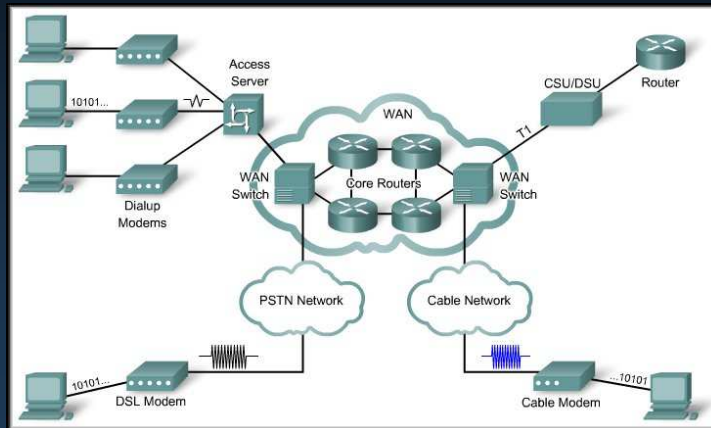 Access
Server
10101...
Dialup
Modems
WAN
WAN
Switch
Core Routers
WAN
Switch
T1
CSU/DSU
Router
PSTN Network
Cable Network
10101...
DSL Modem
...10101
Cable Modem